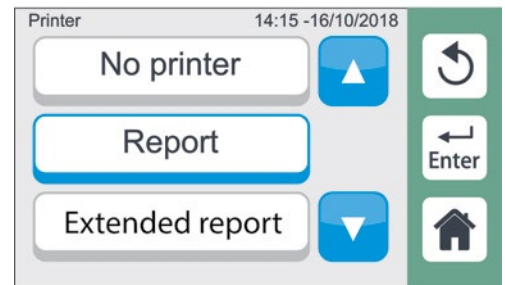 Printer 14:15 -16/10/2018
No printer
Report
Enter
Extended report